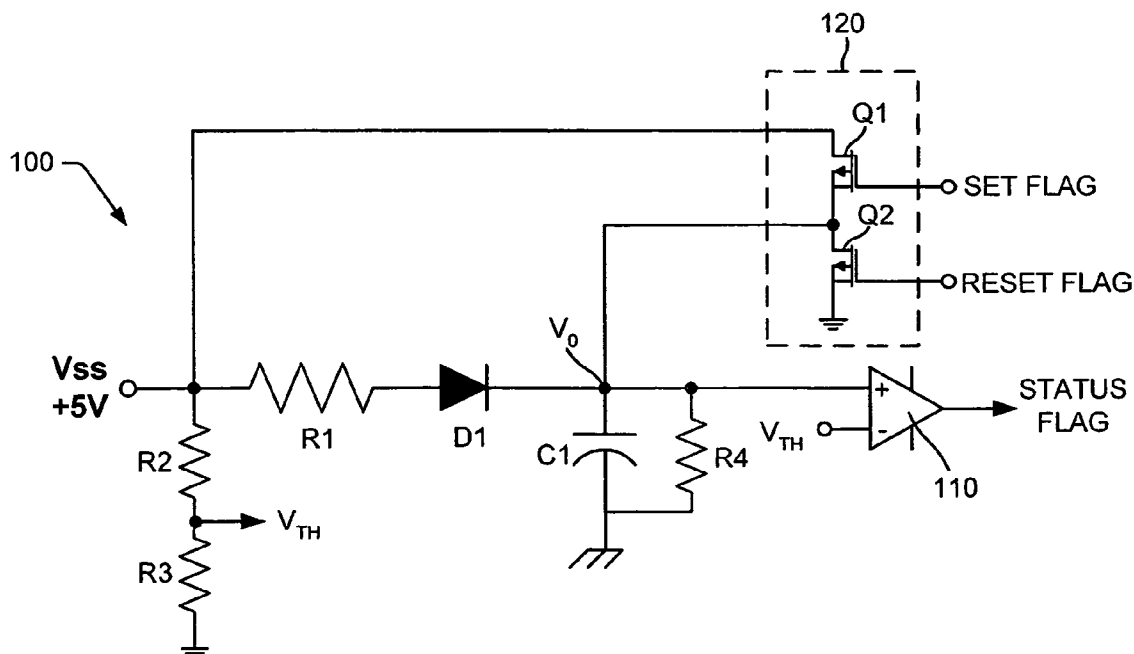 120
Q1
100
SET FLAG
Q2
RESET FLAG
V0
Vss
+5V
STATUS
FLAG
+
R1
D1
C1
R4
VTH
-
110
R2
VTH
R3